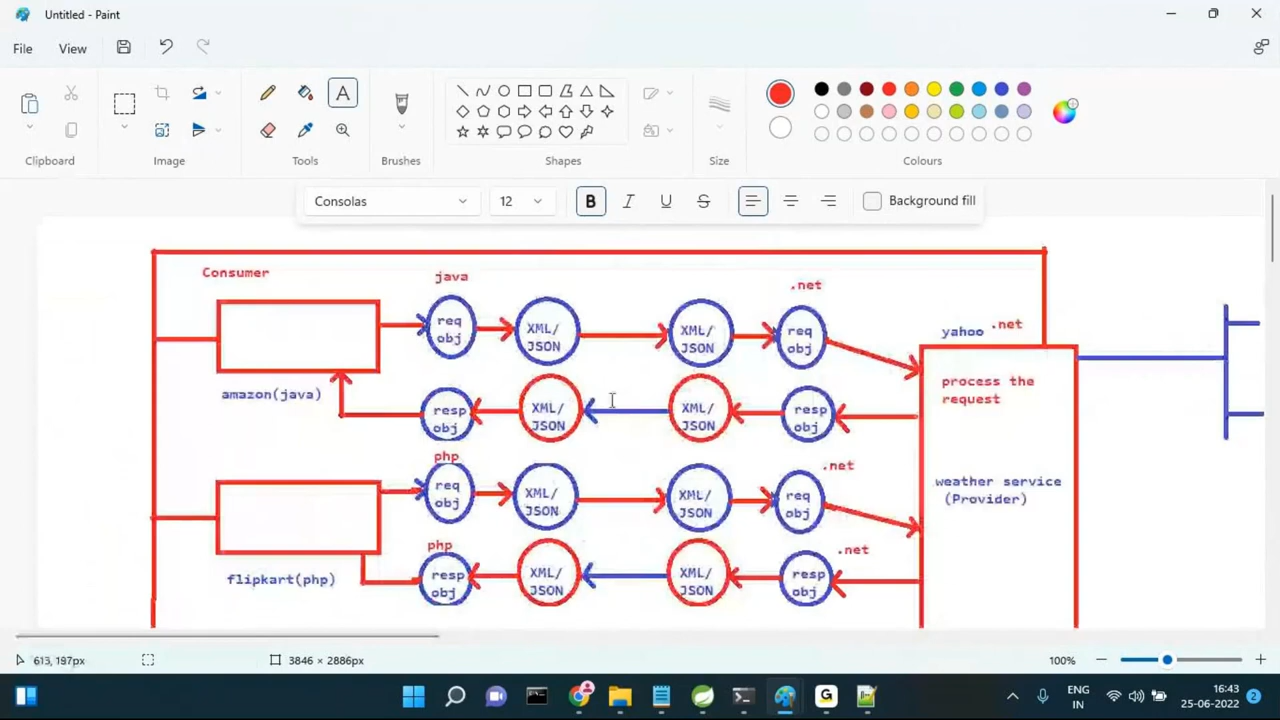 Untitled - Paint
File
View
Clipboard
Image
Tools
Brushes
Shapes
Size
Colours
Consolas
12
B
I
U
S
Background fill
Consumer
java
.net
req
obj
XML/
JSON
XML/
JSON
req
obj
yahoo .net
amazon(java)
resp
obj
XML/
JSON
XML/
JSON
resp
obj
process the
request
php
.net
req
obj
XML/
JSON
XML/
JSON
req
obj
weather service
(Provider)
php
.net
flipkart(php)
resp
obj
XML/
JSON
XML/
JSON
resp
obj
613, 197px
3846 × 2886px
100%
ENG
IN
16:43
25-06-2022
2